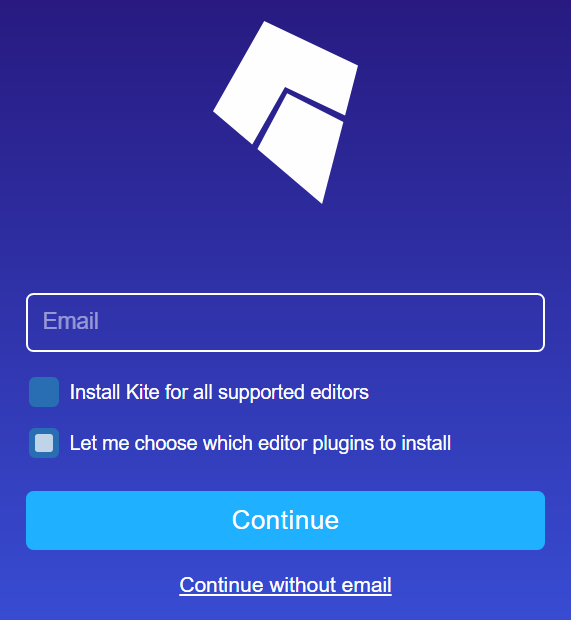 Email
Install Kite for all supported editors
Let me choose which editor plugins to install
Continue
Continue without email